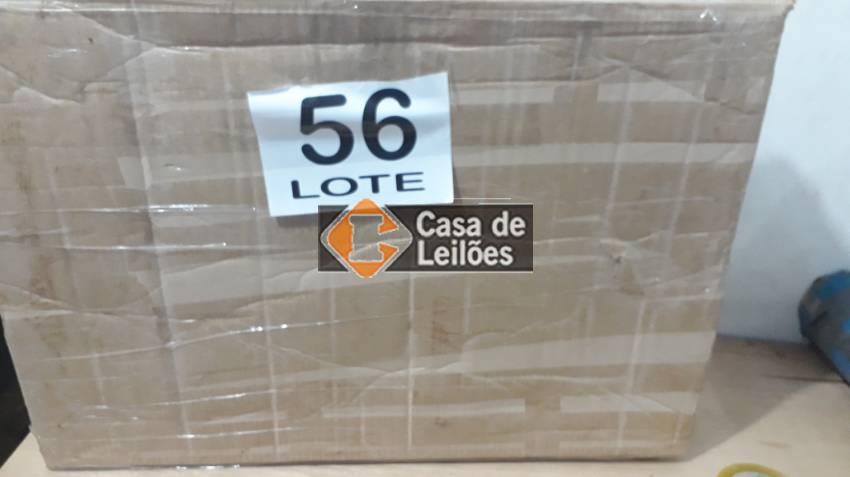 56
LOTE
Casa de
Leilões